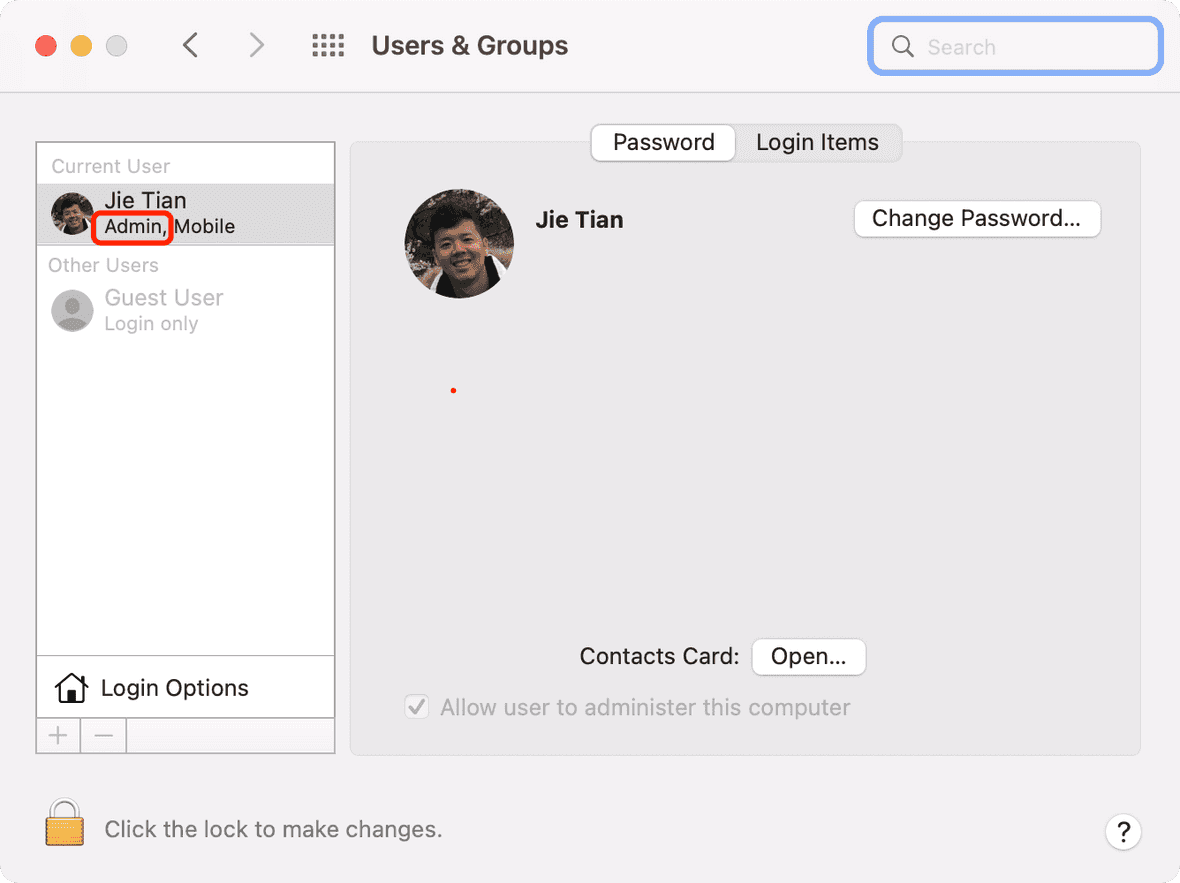 Users & Groups
Search
Password
Login Items
Current User
Jie Tian
Admin, Mobile
Other Users
Guest User
Login only
Jie Tian
Change Password...
Contacts Card:
Open...
Allow user to administer this computer
Login Options
Click the lock to make changes.
?